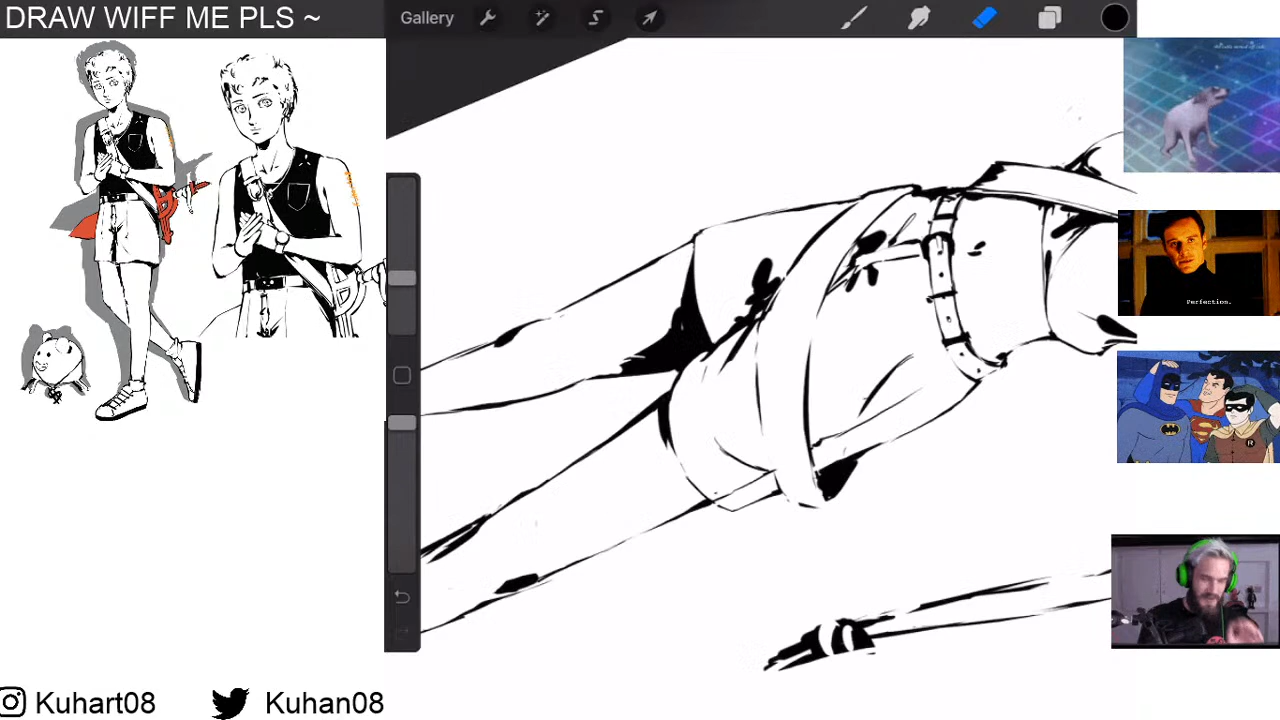 DRAW WIFF ME PLS ~
Gallery
Perfection.
R
Kuhart08
Kuhan08